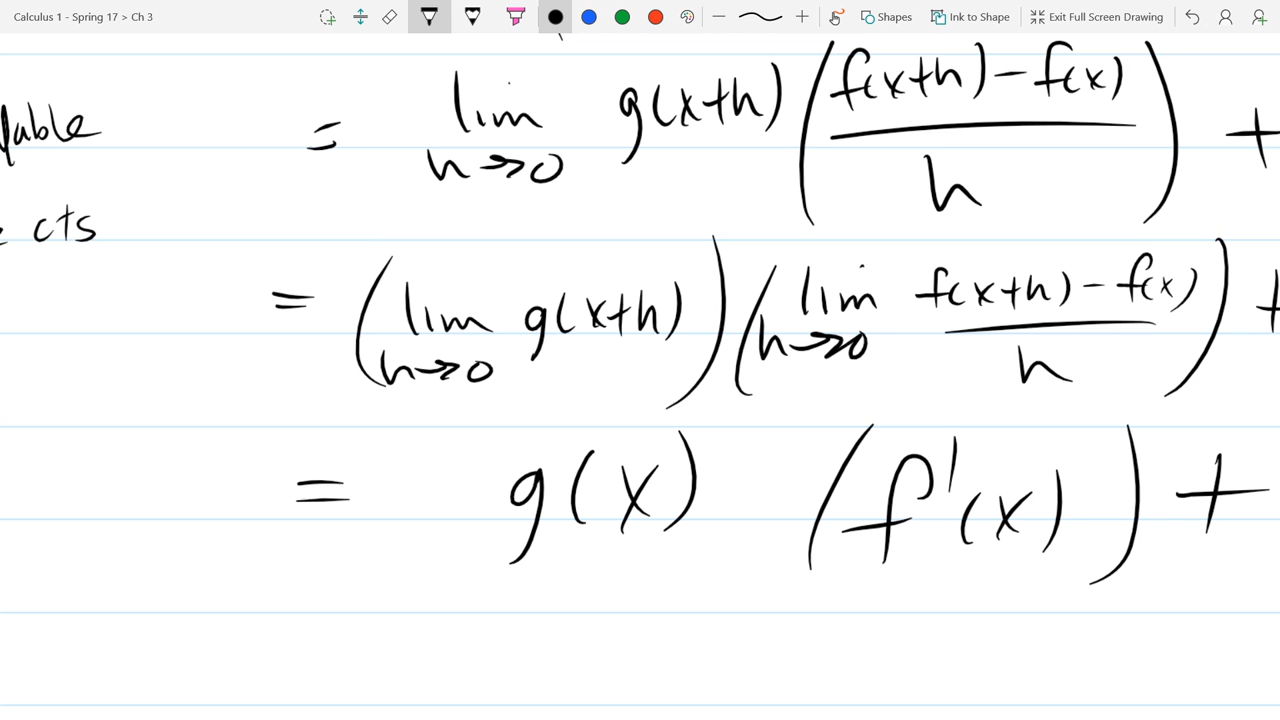 Calculus 1 - Spring 17 > Ch 3 Shapes Ink to Shape Exit Full Screen Drawing
= lim h→0 g(x+h) ( (f(x+h) - f(x)) / h ) +
cts
= ( lim h→0 g(x+h) ) ( lim h→0 (f(x+h) - f(x)) / h ) +
= g(x) (f'(x)) +